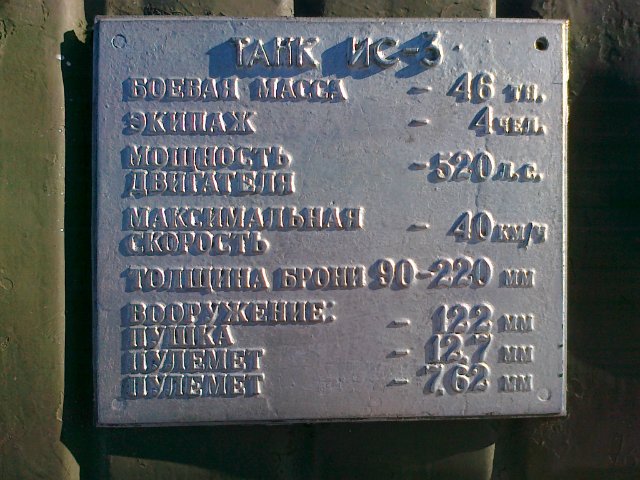 ТАНК ИС-3
БОЕВАЯ МАССА - 46 тн.
ЭКИПАЖ - 4 чел.
МОЩНОСТЬ
ДВИГАТЕЛЯ - 520 л.с.
МАКСИМАЛЬНАЯ
СКОРОСТЬ - 40 км/ч
ТОЛЩИНА БРОНИ 90-220 мм
ВООРУЖЕНИЕ:
ПУШКА - 122 мм
ПУЛЕМЕТ - 12.7 мм
ПУЛЕМЕТ - 7.62 мм